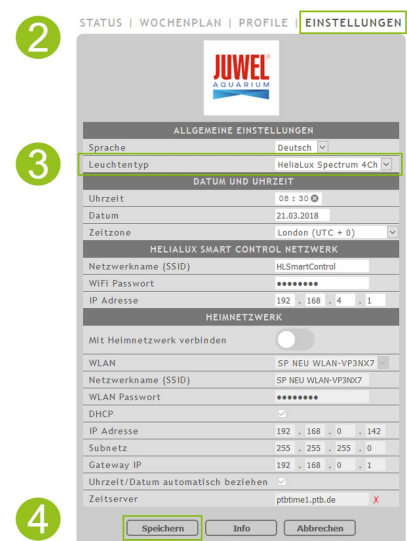 2
STATUS | WOCHENPLAN | PROFILE | EINSTELLUNGEN
JUWEL
AQUARIUM
ALLGEMEINE EINSTELLUNGEN
Sprache Deutsch
3
Leuchtentyp HeliaLux Spectrum 4Ch
DATUM UND UHRZEIT
Uhrzeit 08 : 30
Datum 21.03.2018
Zeitzone London (UTC + 0)
HELIALUX SMART CONTROL NETZWERK
Netzwerkname (SSID) HLSmartControl
WiFi Passwort ••••••••
IP Adresse 192 . 168 . 4 . 1
HEIMNETZWERK
Mit Heimnetzwerk verbinden
WLAN SP NEU WLAN-VP3NX7
Netzwerkname (SSID) SP NEU WLAN-VP3NX7
WLAN Passwort ••••••••
DHCP
IP Adresse 192 . 168 . 0 . 142
Subnetz 255 . 255 . 255 . 0
Gateway IP 192 . 168 . 0 . 1
Uhrzeit/Datum automatisch beziehen
Zeitserver ptbtime1.ptb.de X
4
Speichern Info Abbrechen